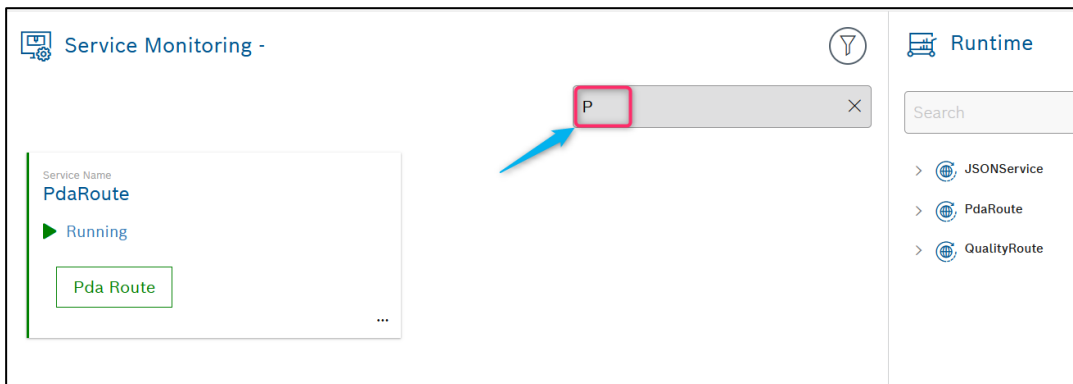 Service Monitoring -
P
Service Name
PdaRoute
Running
Pda Route
...
Runtime
Search
JSONService
PdaRoute
QualityRoute